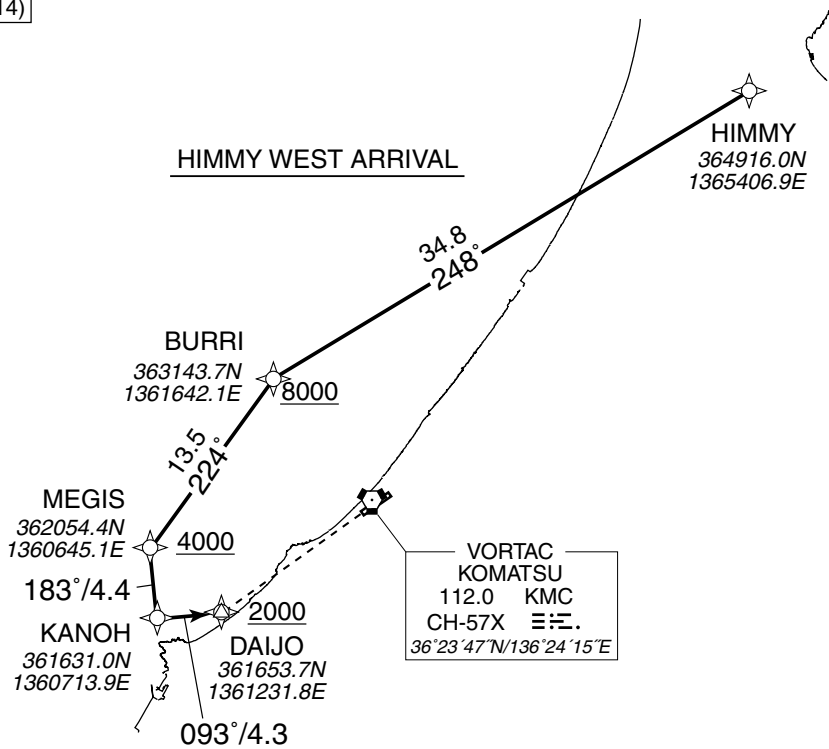 14)
HIMMY
364916.0N
1365406.9E
HIMMY WEST ARRIVAL
34.8
248°
BURRI
363143.7N
1361642.1E
8000
13.5
224°
MEGIS
362054.4N
1360645.1E
4000
183°/4.4
KANOH
361631.0N
1360713.9E
2000
DAIJO
361653.7N
1361231.8E
093°/4.3
VORTAC
KOMATSU
112.0 KMC
CH-57X
36°23´47˝N/136°24´15˝E